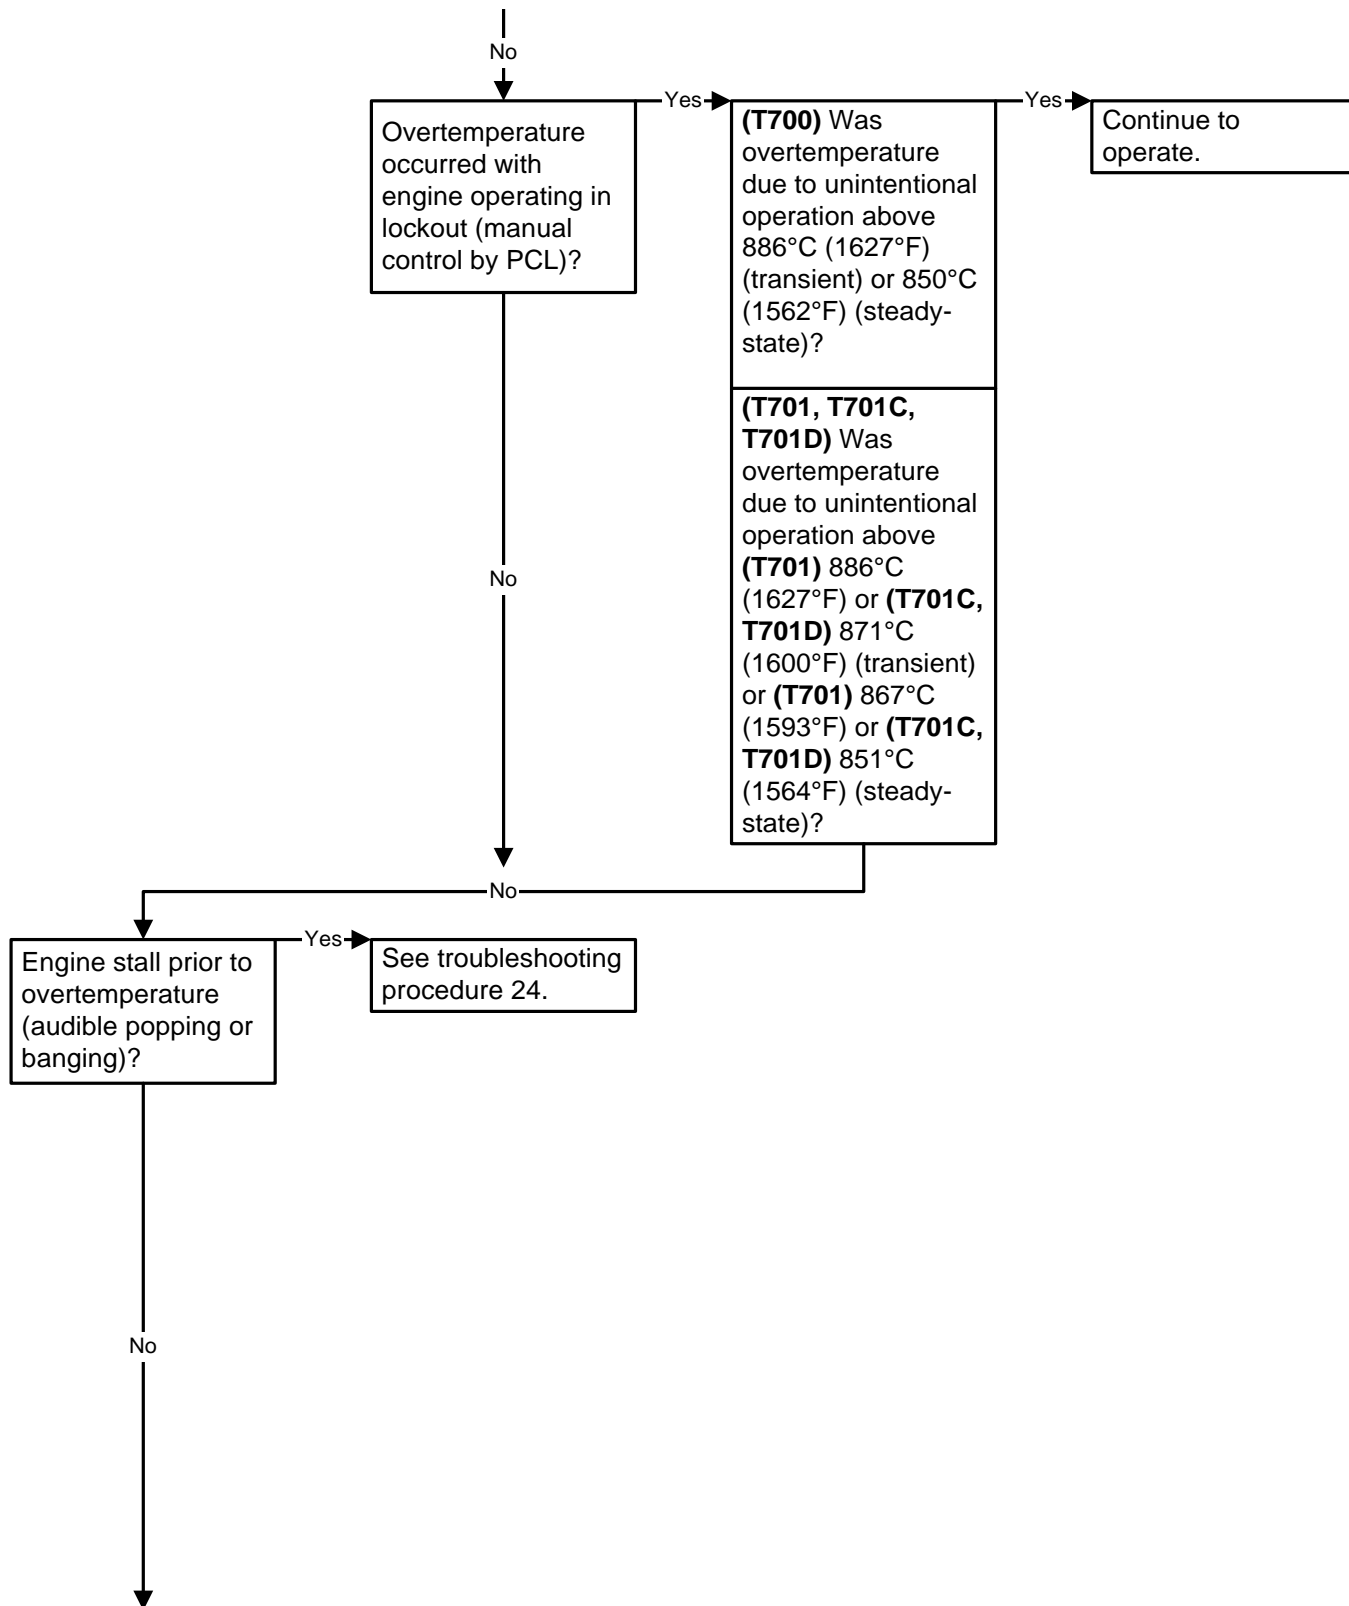 No
Overtemperature
occurred with
engine operating in
lockout (manual
control by PCL)?
Yes
(T700) Was
overtemperature
due to unintentional
operation above
886°C (1627°F)
(transient) or 850°C
(1562°F) (steady-
state)?
Yes
Continue to
operate.
(T701, T701C,
T701D) Was
overtemperature
due to unintentional
operation above
(T701) 886°C
(1627°F) or (T701C,
T701D) 871°C
(1600°F) (transient)
or (T701) 867°C
(1593°F) or (T701C,
T701D) 851°C
(1564°F) (steady-
state)?
No
No
Engine stall prior to
overtemperature
(audible popping or
banging)?
Yes
See troubleshooting
procedure 24.
No